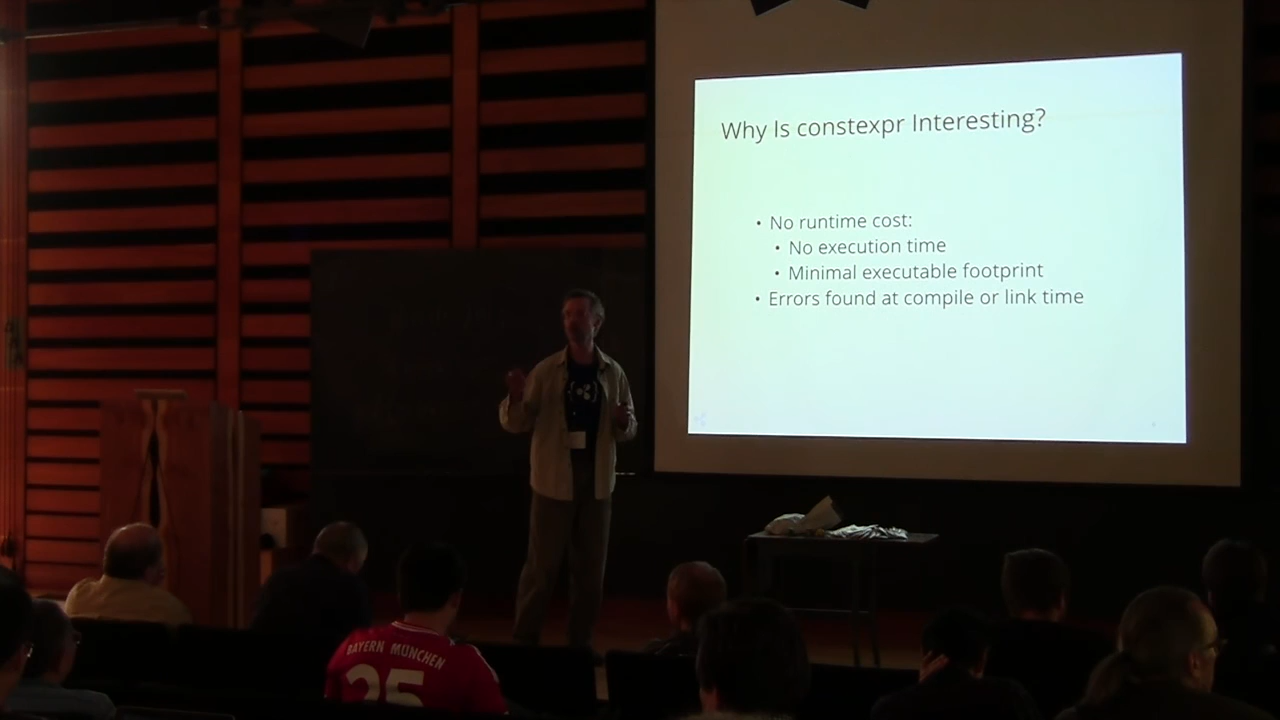 Why Is constexpr Interesting?
• No runtime cost:
• No execution time
• Minimal executable footprint
• Errors found at compile or link time
BAYERN MÜNCHEN
25